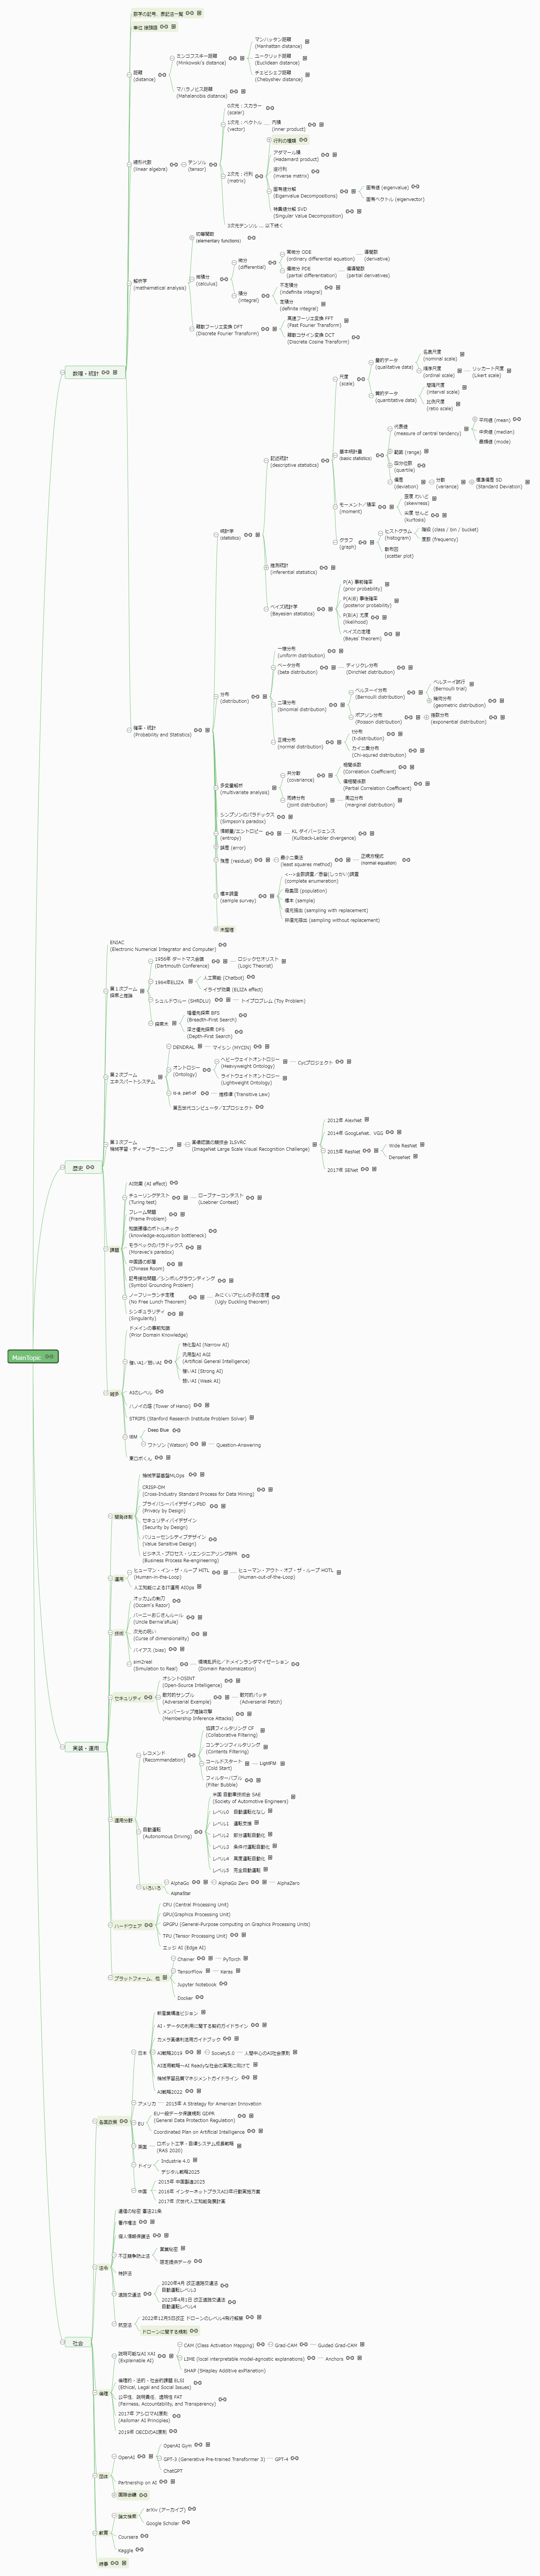 数字の記号、表記法一覧
単位 接頭語
距離
(distance)
ミンコフスキー距離
(Minkowski's distance)
マンハッタン距離
(Manhattan distance)
ユークリッド距離
(Euclidean distance)
チェビシェフ距離
(Chebyshev distance)
マハラノビス距離
(Mahalanobis distance)
線形代数
(linear algebra)
テンソル
(tensor)
0次元：スカラー
(scalar)
1次元：ベクトル
(vector)
内積
(inner product)
2次元：行列
(matrix)
行列の種類
アダマール積
(Hadamard product)
逆行列
(inverse matrix)
固有値分解
(Eigenvalue Decompositions)
固有値 (eigenvalue)
固有ベクトル (eigenvector)
特異値分解 SVD
(Singular Value Decomposition)
3次元テンソル … 以下続く
解析学
(mathematical analysis)
初等関数
(elementary functions)
微積分
(calculus)
微分
(differential)
常微分 ODE
(ordinary differential equation)
導関数
(derivative)
偏微分 PDE
(partial differentiation)
偏導関数
(partial derivatives)
積分
(integral)
不定積分
(indefinite integral)
定積分
(definite integral)
離散フーリエ変換 DFT
(Discrete Fourier Transform)
高速フーリエ変換 FFT
(Fast Fourier Transform)
離散コサイン変換 DCT
(Discrete Cosine Transform)
数理・統計
確率・統計
(Probability and Statistics)
統計学
(statistics)
記述統計
(descriptive statistics)
尺度
(scale)
質的データ
(qualitative data)
名義尺度
(nominal scale)
順序尺度
(ordinal scale)
リッカート尺度
(Likert scale)
(quantitative data)
間隔尺度
(interval scale)
比例尺度
(ratio scale)
基本統計量
(basic statistics)
代表値
(measure of central tendency)
平均値 (mean)
中央値 (median)
最頻値 (mode)
範囲 (range)
四分位数
(quartile)
偏差
(deviation)
分散
(variance)
標準偏差 SD
(Standard Deviation)
モーメント／積率
(moment)
歪度 わいど
(skewness)
尖度 せんど
(kurtosis)
グラフ
(graph)
ヒストグラム
(histogram)
階級 (class / bin / bucket)
度数 (frequency)
散布図
(scatter plot)
推測統計
(inferential statistics)
ベイズ統計学
(Bayesian statistics)
P(A) 事前確率
(prior probability)
P(A|B) 事後確率
(posterior probability)
P(B|A) 尤度
(likelihood)
ベイズの定理
(Bayes' theorem)
分布
(distribution)
一様分布
(uniform distribution)
ベータ分布
(beta distribution)
ディリクレ分布
(Dirichlet distribution)
二項分布
(binomial distribution)
ベルヌーイ分布
(Bernoulli distribution)
ベルヌーイ試行
(Bernoulli trial)
幾何分布
(geometric distribution)
ポアソン分布
(Poisson distribution)
指数分布
(exponential distribution)
正規分布
(normal distribution)
t分布
(t-distribution)
カイ二乗分布
(Chi-squred distribution)
多変量解析
(multivariate analysis)
共分散
(covariance)
相関係数
(Correlation Coefficient)
偏相関係数
(Partial Correlation Coefficient)
同時分布
(joint distribution)
周辺分布
(marginal distribution)
シンプソンのパラドックス
(Simpson's paradox)
情報量/エントロピー
(entropy)
KL ダイバージェンス
(Kullback-Leibler divergence)
誤差 (error)
残差 (residual)
最小二乗法
(least squares method)
正規方程式
(normal equation)
標本調査
(sample survey)
<-->全数調査／悉皆(しっかい)調査
(complete enumeration)
母集団 (population)
標本 (sample)
復元抽出 (sampling with replacement)
非復元抽出 (sampling without replacement)
未整理
ENIAC
(Electronic Numerical Integrator and Computer)
第1次ブーム
探索と推論
1956年 ダートマス会議
(Dartmouth Conference)
ロジックセオリスト
(Logic Theorist)
1964年ELIZA
人工無能 (Chatbot)
イライザ効果 (ELIZA effect)
シュルドゥルー (SHRDLU)
トイプロブレム (Toy Problem)
探索木
幅優先探索 BFS
(Breadth-First Search)
深さ優先探索 DFS
(Depth-First Search)
第2次ブーム
エキスパートシステム
DENDRAL
マイシン (MYCIN)
オントロジー
(Ontology)
ヘビーウェイトオントロジー
(Heavyweight Ontology)
Cycプロジェクト
ライトウェイトオントロジー
(Lightweight Ontology)
is-a, part-of
推移律 (Transitive Law)
第五世代コンピュータ/プロジェクト
歴史
第3次ブーム
機械学習・ディープラーニング
画像認識の競技会 ILSVRC
(ImageNet Large Scale Visual Recognition Challenge)
2012年 AlexNet
2014年 GoogLeNet、VGG
2015年 ResNet
Wide ResNet
DenseNet
2017年 SENet
課題
AI効果 (AI effect)
チューリングテスト
(Turing test)
ローブナーコンテスト
(Loebner Contest)
フレーム問題
(Frame Problem)
知識獲得のボトルネック
(knowledge-acquisition bottleneck)
モラベックのパラドックス
(Moravec's paradox)
中国語の部屋
(Chinese Room)
記号接地問題／シンボルグラウンディング
(Symbol Grounding Problem)
ノーフリーランチ定理
(No Free Lunch Theorem)
みにくいアヒルの子の定理
(Ugly Duckling theorem)
シンギュラリティ
(Singularity)
MainTopic
雑多
ドメインの事前知識
(Prior Domain Knowledge)
強いAI／弱いAI
特化型AI (Narrow AI)
汎用型AI AGI
(Artificial General Intelligence)
強いAI (Strong AI)
弱いAI (Weak AI)
AIのレベル
ハノイの塔 (Tower of Hanoi)
STRIPS (Stanford Research Institute Problem Solver)
IBM
Deep Blue
ワトソン (Watson)
Question-Answering
東ロボくん
開発体制
機械学習基盤MLOps
CRISP-DM
(Cross-Industry Standard Process for Data Mining)
プライバシーバイデザインPbD
(Privacy by Design)
セキュリティバイデザイン
(Security by Design)
バリューセンシティブデザイン
(Value Sensitive Design)
ビジネス・プロセス・リエンジニアリングBPR
(Business Process Re-engineering)
運用
ヒューマン・イン・ザ・ループ HITL
(Human-in-the-Loop)
ヒューマン・アウト・オブ・ザ・ループ HOTL
(Human-out-of-the-Loop)
人工知能によるIT運用 AIOps
技術
オッカムの剃刀
(Occam's Razor)
バーニーおじさんルール
(Uncle Bernie'sRule)
次元の呪い
(Curse of dimensionality)
バイアス (bias)
sim2real
(Simulation to Real)
環境乱択化／ドメインランダマイゼーション
(Domain Randomaization)
セキュリティ
オシントOSINT
(Open-Source Intelligence)
敵対的サンプル
(Adversarial Example)
敵対的パッチ
(Adversarial Patch)
メンバーシップ推論攻撃
(Membership Inference Attacks)
実装・運用
運用分野
レコメンド
(Recommendation)
協調フィルタリング CF
(Collaborative Filtering)
コンテンツフィルタリング
(Contents Filtering)
コールドスタート
(Cold Start)
LightFM
フィルターバブル
(Filter Bubble)
自動運転
(Autonomous Driving)
米国 自動車技術会 SAE
(Society of Automotive Engineers)
レベル0 自動運転化なし
レベル1 運転支援
レベル2 部分運転自動化
レベル3 条件付運転自動化
レベル4 高度運転自動化
レベル5 完全自動運転
いろいろ
AlphaGo
AlphaGo Zero
AlphaZero
AlphaStar
ハードウェア
CPU (Central Processing Unit)
GPU(Graphics Processing Unit)
GPGPU (General-Purpose computing on Graphics Processing Units)
TPU (Tensor Processing Unit)
エッジ AI (Edge AI)
プラットフォーム、他
Chainer
PyTorch
TensorFlow
Keras
Jupyter Notebook
Docker
各国政策
日本
新産業構造ビジョン
AI・データの利用に関する契約ガイドライン
カメラ画像利活用ガイドブック
AI戦略2019
Society5.0
人間中心のAI社会原則
AI活用戦略～AI Readyな社会の実現に向けて
機械学習品質マネジメントガイドライン
AI戦略2022
アメリカ
2015年 A Strategy for American Innovation
EU
EU一般データ保護規則 GDPR
(General Data Protection Regulation)
Coordinated Plan on Artificial Intelligence
英国
ロボット工学・自律システム成長戦略
(RAS 2020)
ドイツ
Industrie 4.0
デジタル戦略2025
中国
2015年 中国製造2025
2016年 インターネットプラスAI3年行動実施方案
2017年 次世代人工知能発展計画
法令
通信の秘密 憲法21条
著作権法
個人情報保護法
不正競争防止法
営業秘密
限定提供データ
特許法
道路交通法
2020年4月 改正道路交通法
自動運転レベル3
2023年4月1日 改正道路交通法
自動運転レベル4
航空法
2022年12月5日改正 ドローンのレベル4飛行解禁
ドローンに関する規制
社会
倫理
説明可能なAI XAI
(Explainable AI)
CAM (Class Activation Mapping)
Grad-CAM
Guided Grad-CAM
LIME (local interpretable model-agnostic explanations)
Anchors
SHAP (SHapley Additive exPlanation)
倫理的・法的・社会的課題 ELSI
(Ethical, Legal and Social Issues)
公平性、説明責任、透明性 FAT
(Fairness, Accountability, and Transparency)
2017年 アシロマAI原則
(Asilomar AI Principles)
2019年 OECDのAI原則
団体
OpenAI
OpenAI Gym
GPT-3 (Generative Pre-trained Transformer 3)
GPT-4
ChatGPT
Partnership on AI
国際会議
教育
論文検索
arXiv (アーカイブ)
Google Scholar
Coursera
Kaggle
時事